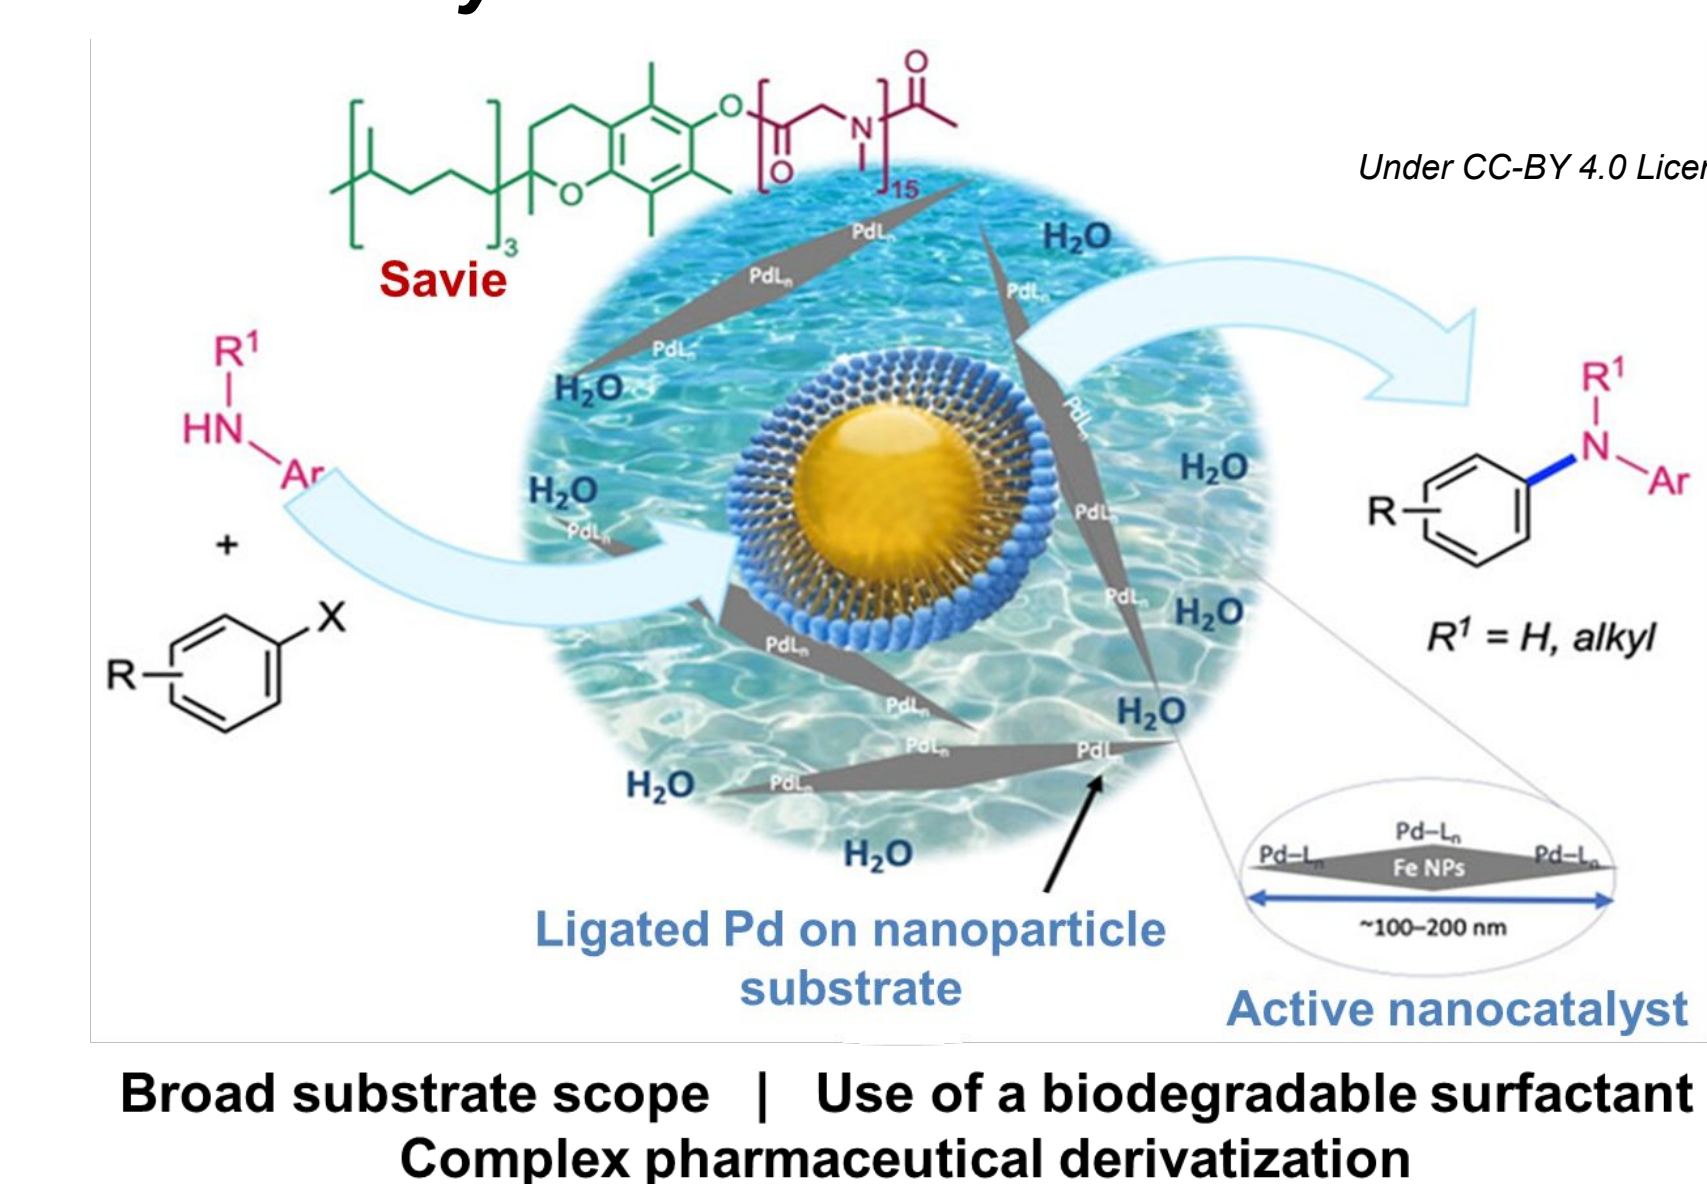 O
O
N
O
O
15
3
Under CC-BY 4.0
Savie
PdLn
H₂O
PdLn
PdLn
PdLn
H₂O
R¹
HN
Ar
+
X
R
H₂O
PdLn
PdLn
PdLn
H₂O
PdLn
R¹
N
Ar
R
R¹ = H, alkyl
PdLn
H₂O
PdLn
PdLn
H₂O
PdLn
PdL
PdLn
H₂O
H₂O
Pd–Ln
Pd–Ln
Pd–Ln
Fe NPs
~100–200 nm
Ligated Pd on nanoparticle
substrate
Active nanocatalyst
Broad substrate scope | Use of a biodegradable surfactant
Complex pharmaceutical derivatization